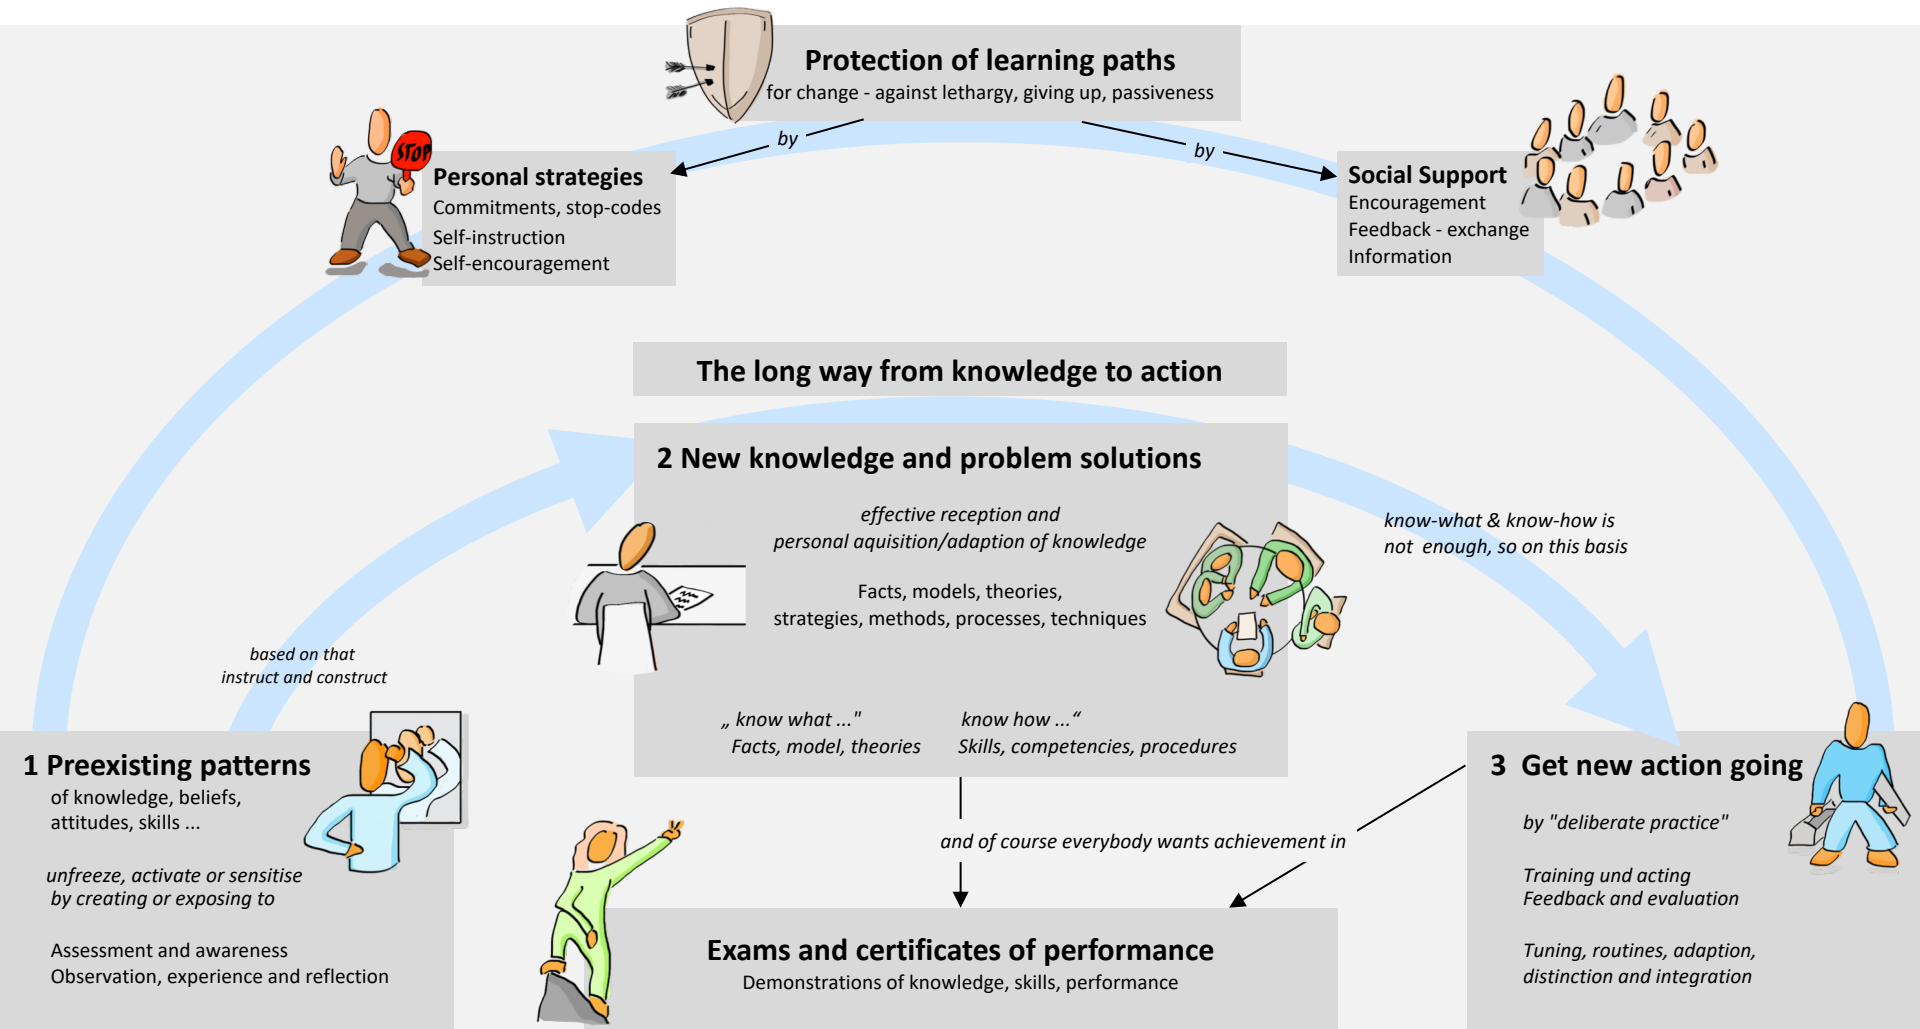 Protection of learning paths
for change - against lethargy, giving up, passiveness
by
by
STOP
Personal strategies
Commitments, stop-codes
Self-instruction
Self-encouragement
Social Support
Encouragement
Feedback - exchange
Information
The long way from knowledge to action
2 New knowledge and problem solutions
effective reception and
personal aquisition/adaption of knowledge
Facts, models, theories,
strategies, methods, processes, techniques
„ know what ..."
Facts, model, theories
know how ...“
Skills, competencies, procedures
know-what & know-how is
not enough, so on this basis
based on that
instruct and construct
1 Preexisting patterns
of knowledge, beliefs,
attitudes, skills ...
unfreeze, activate or sensitise
by creating or exposing to
Assessment and awareness
Observation, experience and reflection
and of course everybody wants achievement in
Exams and certificates of performance
Demonstrations of knowledge, skills, performance
3 Get new action going
by "deliberate practice"
Training und acting
Feedback and evaluation
Tuning, routines, adaption,
distinction and integration